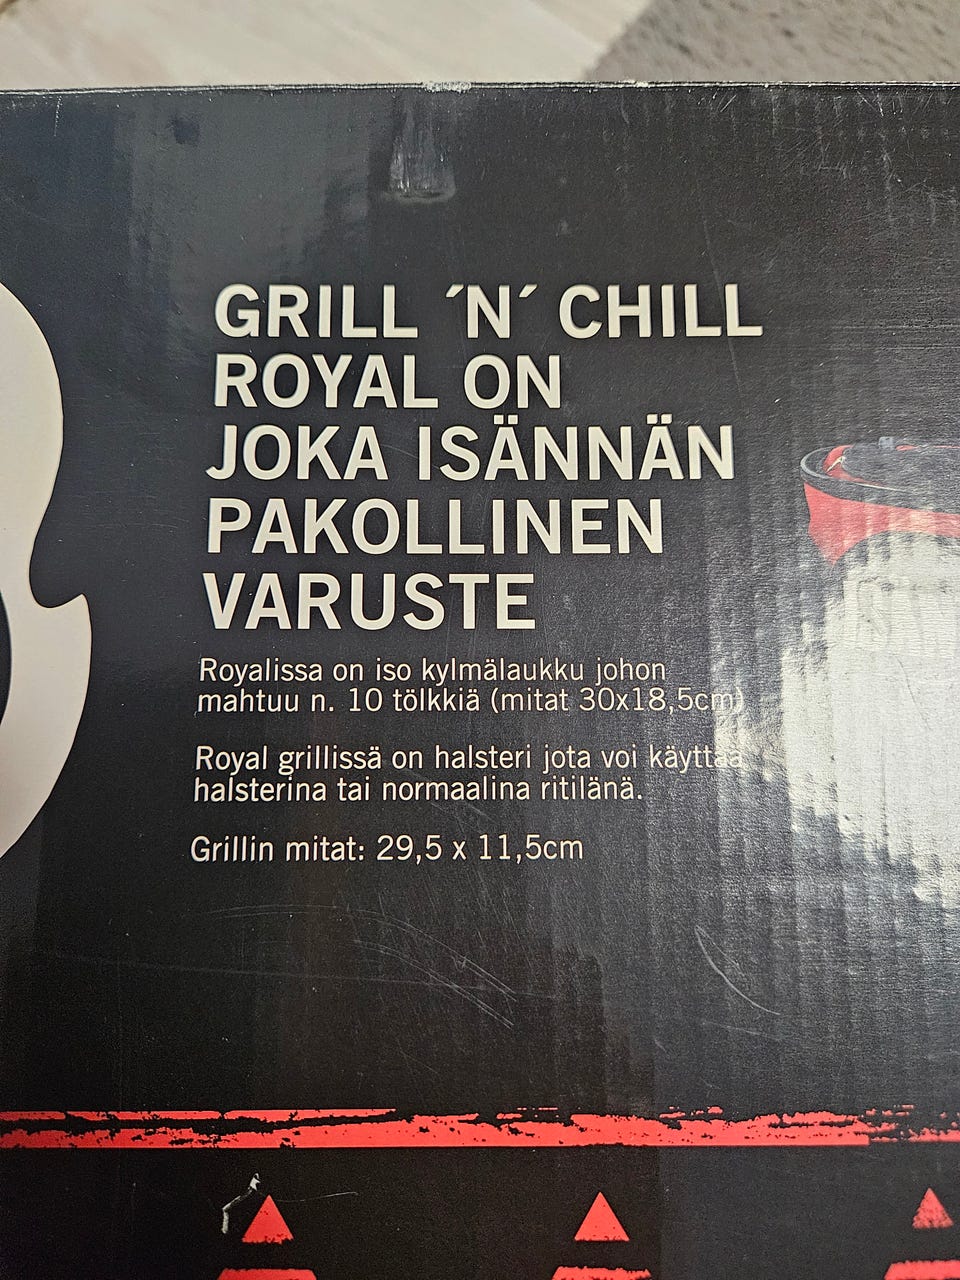 GRILL ´N´ CHILL
ROYAL ON
JOKA ISÄNNÄN
PAKOLLINEN
VARUSTE
Royalissa on iso kylmälaukku johon
mahtuu n. 10 tölkkiä (mitat 30x18,5cm)
Royal grillissä on halsteri jota voi käyttää
halsterina tai normaalina ritilänä.
Grillin mitat: 29,5 x 11,5cm